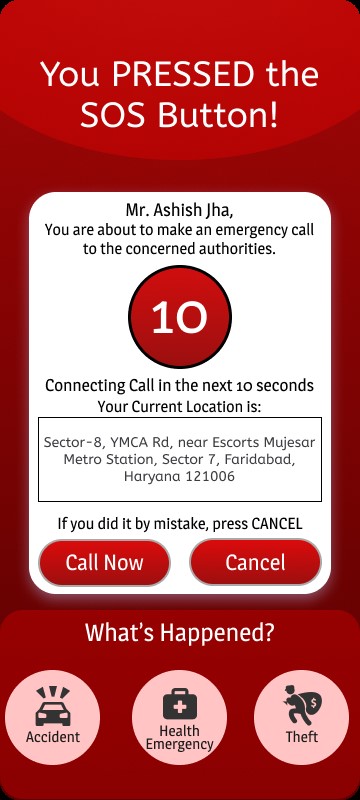 You PRESSED the
SOS Button!
Mr. Ashish Jha,
You are about to make an emergency call
to the concerned authorities.
10
Connecting Call in the next 10 seconds
Your Current Location is:
Sector-8, YMCA Rd, near Escorts Mujesar
Metro Station, Sector 7, Faridabad,
Haryana 121006
If you did it by mistake, press CANCEL
Call Now
Cancel
What's Happened?
Accident
Health
Emergency
Theft
$